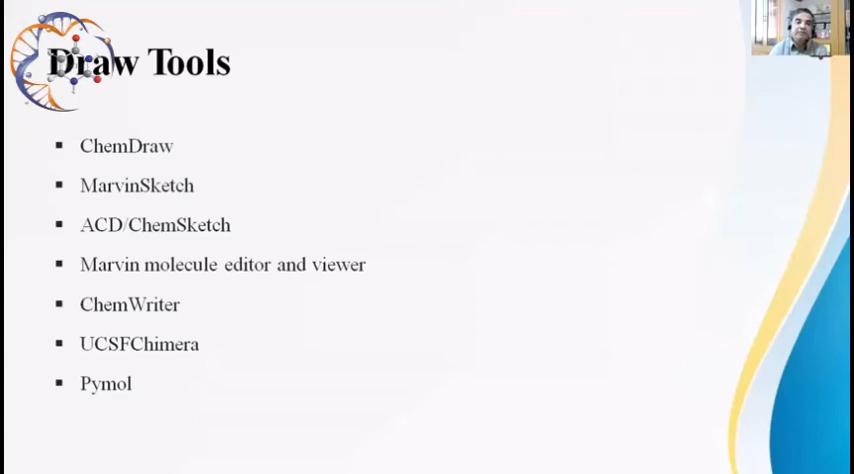 Draw Tools
ChemDraw
MarvinSketch
ACD/ChemSketch
Marvin molecule editor and viewer
ChemWriter
UCSFChimera
Pymol